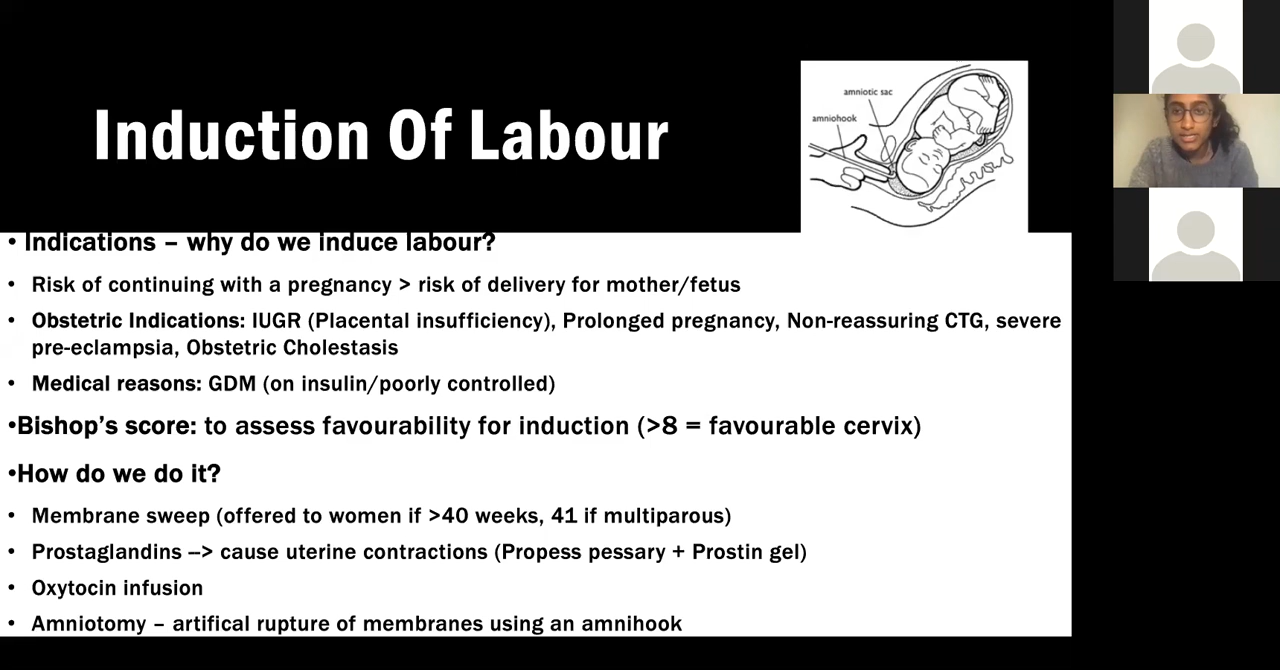 Induction Of Labour
amniotic sac
amniohook
• Indications – why do we induce labour?
• Risk of continuing with a pregnancy > risk of delivery for mother/fetus
• Obstetric Indications: IUGR (Placental insufficiency), Prolonged pregnancy, Non-reassuring CTG, severe
pre-eclampsia, Obstetric Cholestasis
• Medical reasons: GDM (on insulin/poorly controlled)
•Bishop’s score: to assess favourability for induction (>8 = favourable cervix)
•How do we do it?
• Membrane sweep (offered to women if >40 weeks, 41 if multiparous)
• Prostaglandins –> cause uterine contractions (Propess pessary + Prostin gel)
• Oxytocin infusion
• Amniotomy – artifical rupture of membranes using an amnihook